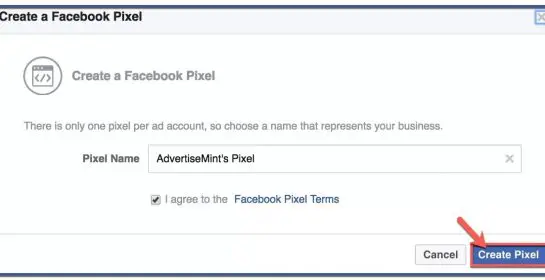 Create a Facebook Pixel
Create a Facebook Pixel
There is only one pixel per ad account, so choose a name that represents your business.
Pixel Name AdvertiseMint's Pixel
I agree to the Facebook Pixel Terms
Cancel Create Pixel